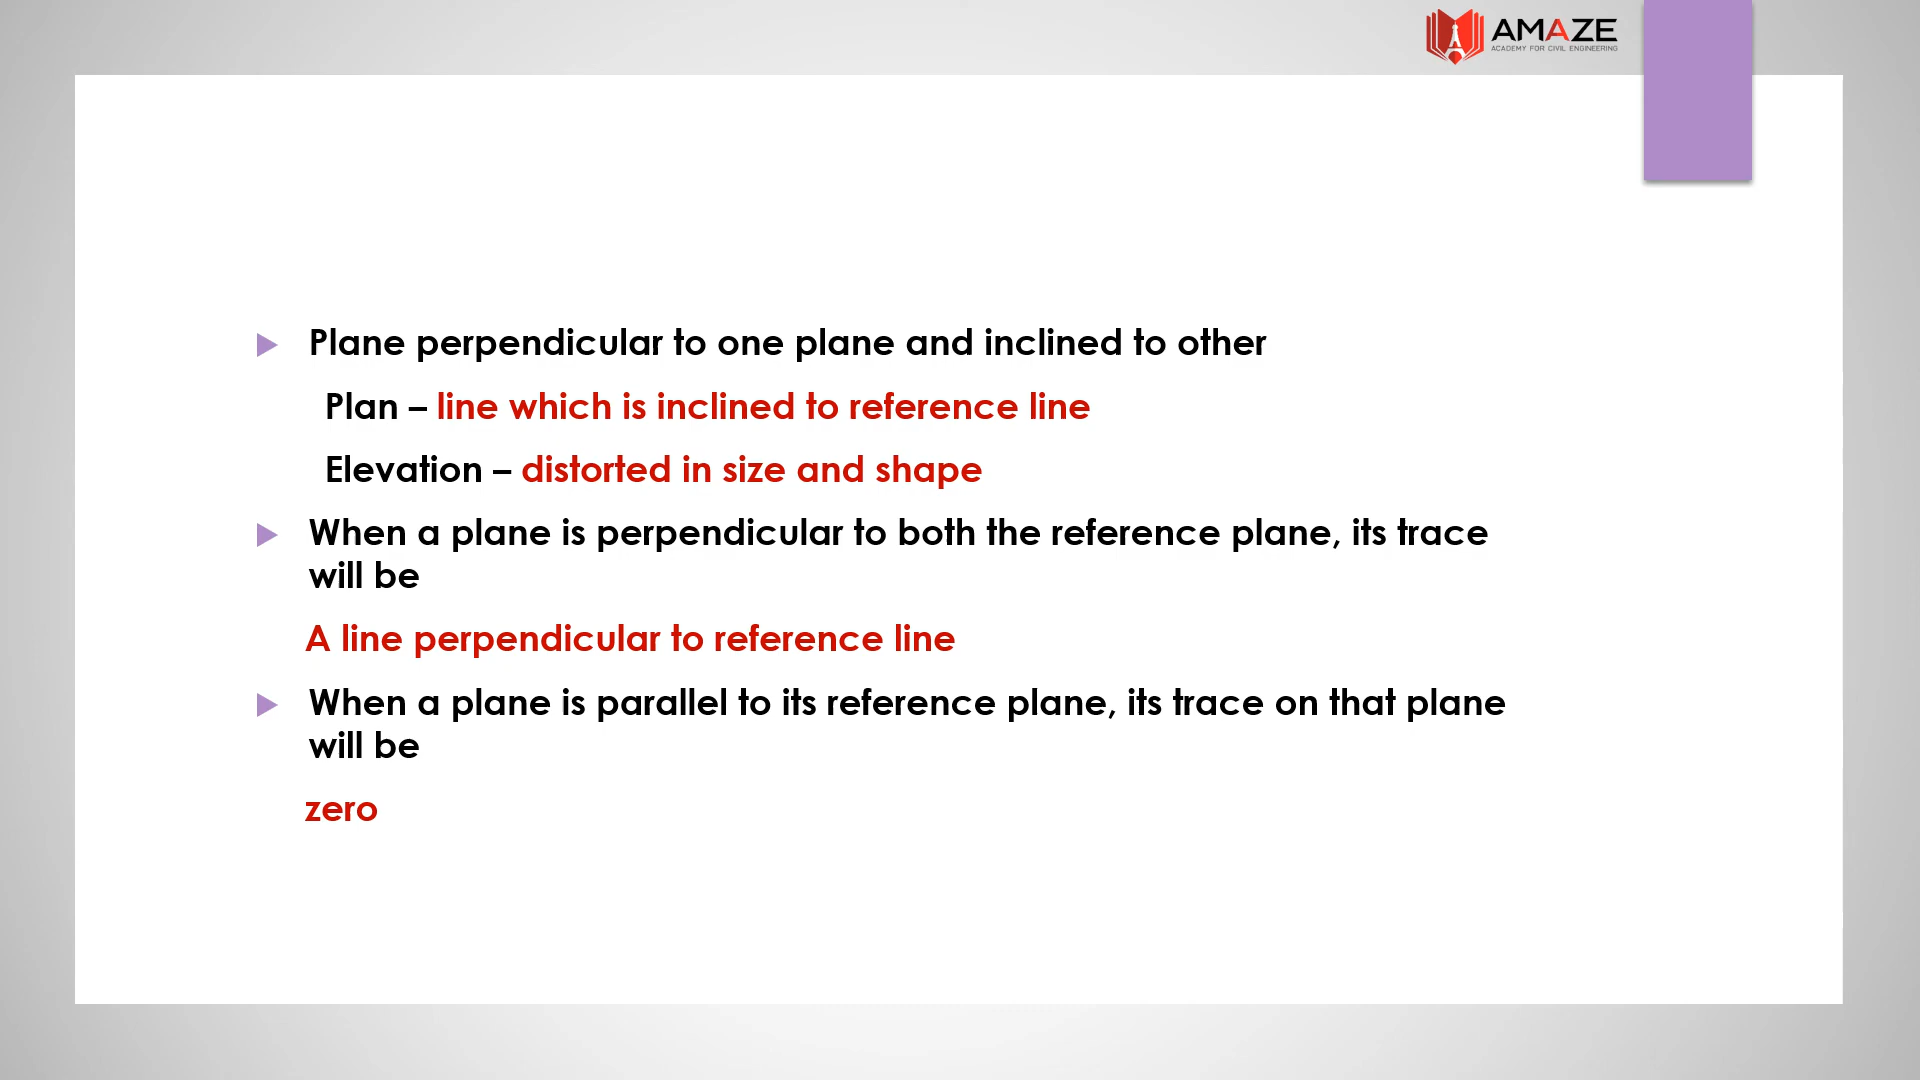 AMAZE
ACADEMY FOR CIVIL ENGINEERING
Plane perpendicular to one plane and inclined to other
Plan – line which is inclined to reference line
Elevation – distorted in size and shape
When a plane is perpendicular to both the reference plane, its trace
will be
A line perpendicular to reference line
When a plane is parallel to its reference plane, its trace on that plane
will be
zero